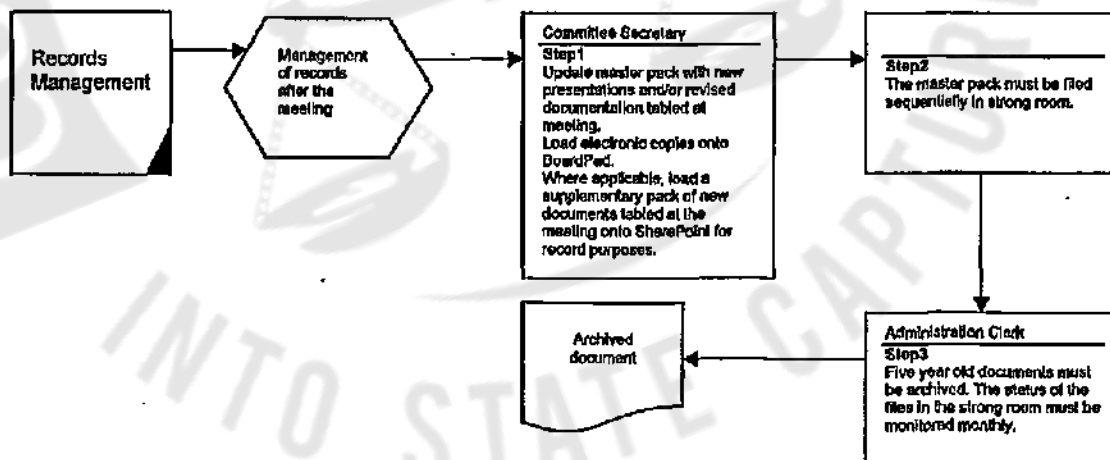 Records
Management
Management
of records
after the
meeting
Committee Secretary
Step1
Update master pack with new
presentations and/or revised
documentation tabled at
meeting.
Load electronic copies onto
BoardPad.
Where applicable, load a
supplementary pack of new
documents tabled at the
meeting onto SharePoint for
record purposes.
Step2
The master pack must be filed
sequentially in strong room.
Administration Clerk
Step3
Five year old documents must
be archived. The status of the
files in the strong room must be
monitored monthly.
Archived
document
INTO STATE CAPTUR